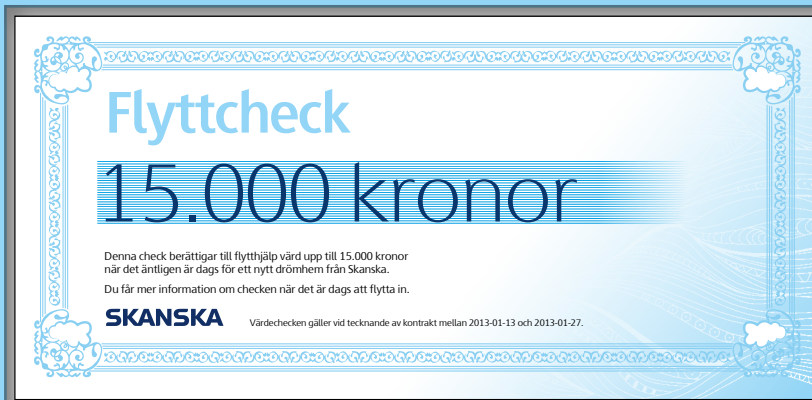 Flyttcheck
15.000 kronor
Denna check berättigar till flytthjälp värd upp till 15.000 kronor
när det äntligen är dags för ett nytt drömhem från Skanska.
Du får mer information om checken när det är dags att flytta in.
SKANSKA
Värdechecken gäller vid tecknande av kontrakt mellan 2013-01-13 och 2013-01-27.